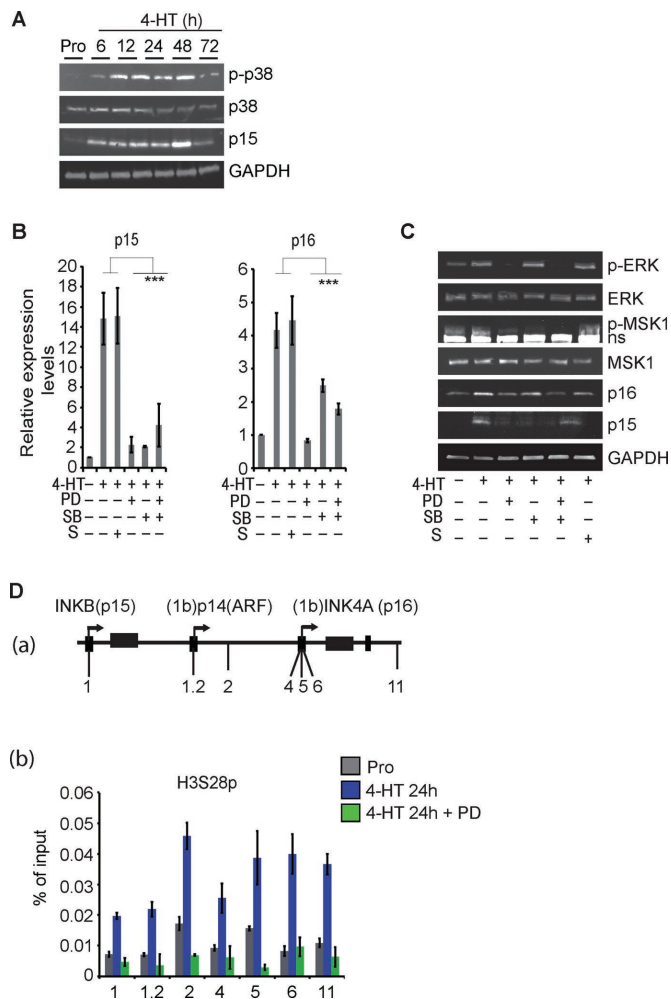 A
4-HT (h)
Pro 6 12 24 48 72
p-p38
p38
p15
GAPDH
B
p15
p16
***
***
Relative expression
levels
20
18
16
14
12
10
8
6
4
2
0
6
5
4
3
2
1
0
4-HT – + + + + +
PD – – – + – +
SB – – – – + +
S – – + – – –
– + + + + +
– – – + – +
– – – – + +
– – + – – –
C
p-ERK
ERK
p-MSK1
ns
MSK1
p16
p15
GAPDH
4-HT – + + + + +
PD – – + – + –
SB – – – + + –
S – – – – – +
D
INKB(p15) (1b)p14(ARF) (1b)INK4A (p16)
(a)
1 1.2 2 4 5 6 11
(b)
H3S28p
Pro
4-HT 24h
4-HT 24h + PD
% of input
0.06
0.05
0.04
0.03
0.02
0.01
0
1 1.2 2 4 5 6 11